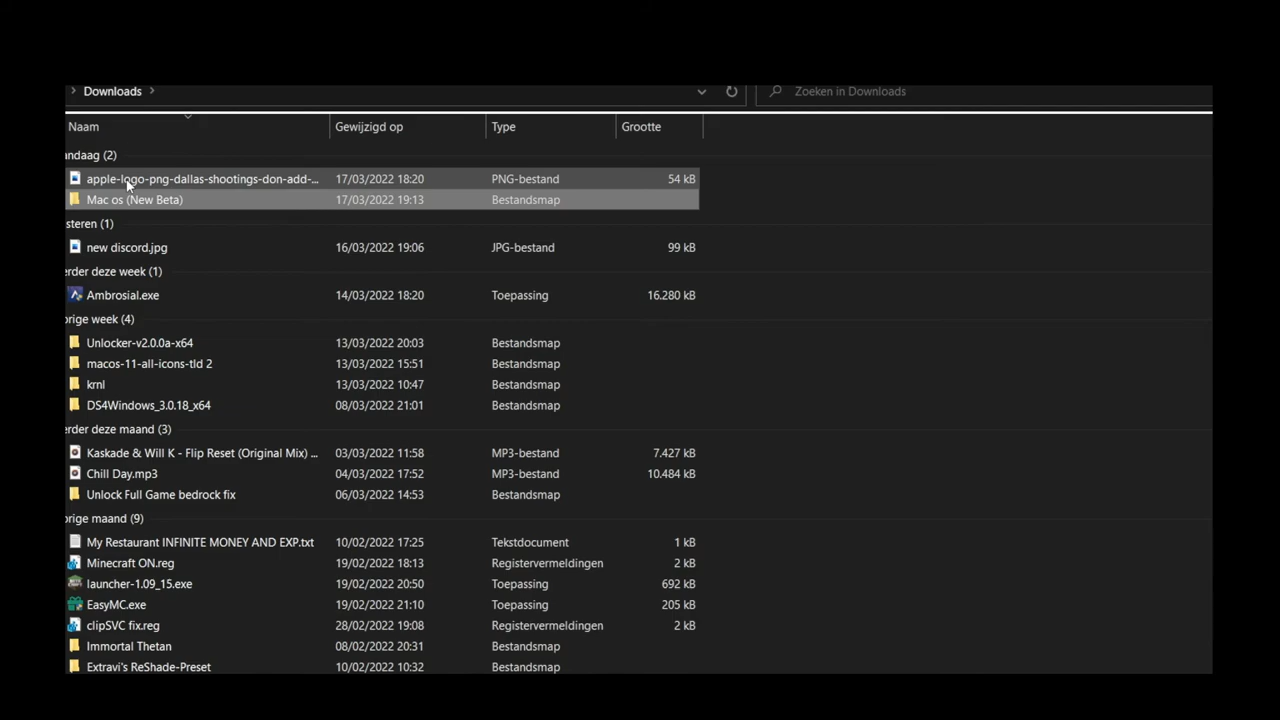 Downloads
Zoeken in Downloads
Naam Gewijzigd op Type Grootte
andaag (2)
apple-logo-png-dallas-shootings-don-add-... 17/03/2022 18:20 PNG-bestand 54 kB
Mac os (New Beta) 17/03/2022 19:13 Bestandsmap
steren (1)
new discord.jpg 16/03/2022 19:06 JPG-bestand 99 kB
erder deze week (1)
Ambrosial.exe 14/03/2022 18:20 Toepassing 16.280 kB
orige week (4)
Unlocker-v2.0.0a-x64 13/03/2022 20:03 Bestandsmap
macos-11-all-icons-tld 2 13/03/2022 15:51 Bestandsmap
krnl 13/03/2022 10:47 Bestandsmap
DS4Windows_3.0.18_x64 08/03/2022 21:01 Bestandsmap
erder deze maand (3)
Kaskade & Will K - Flip Reset (Original Mix) ... 03/03/2022 11:58 MP3-bestand 7.427 kB
Chill Day.mp3 04/03/2022 17:52 MP3-bestand 10.484 kB
Unlock Full Game bedrock fix 06/03/2022 14:53 Bestandsmap
orige maand (9)
My Restaurant INFINITE MONEY AND EXP.txt 10/02/2022 17:25 Tekstdocument 1 kB
Minecraft ON.reg 19/02/2022 18:13 Registervermeldingen 2 kB
launcher-1.09_15.exe 19/02/2022 20:50 Toepassing 692 kB
EasyMC.exe 19/02/2022 21:10 Toepassing 205 kB
clipSVC fix.reg 28/02/2022 19:08 Registervermeldingen 2 kB
Immortal Thetan 08/02/2022 20:31 Bestandsmap
Extravi's ReShade-Preset 10/02/2022 10:32 Bestandsmap